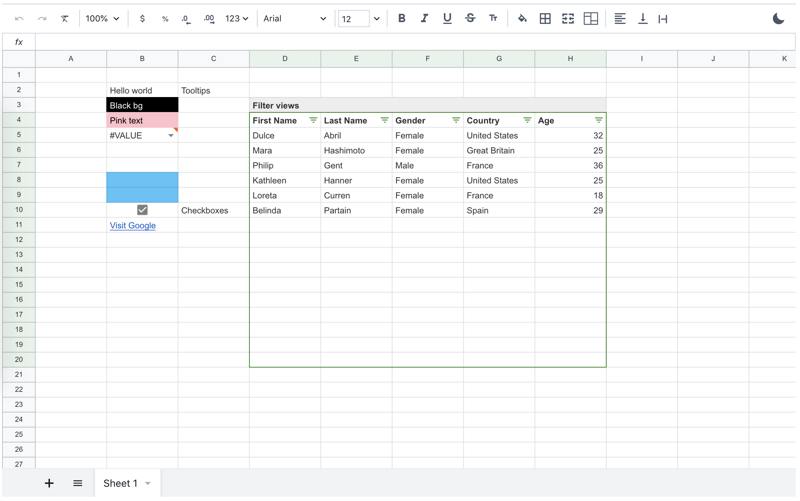 100% $ % .0 .00 123 Arial 12 B I U S Tr
fx
A B C D E F G H I J K
1
2 Hello world Tooltips
3 Black bg Filter views
4 Pink text First Name Last Name Gender Country Age
5 #VALUE Dulce Abril Female United States 32
6 Mara Hashimoto Female Great Britain 25
7 Philip Gent Male France 36
8 Kathleen Hanner Female United States 25
9 Loreta Curren Female France 18
10 Checkboxes Belinda Partain Female Spain 29
11 Visit Google
12
13
14
15
16
17
18
19
20
21
22
23
24
25
26
27
+ Sheet 1